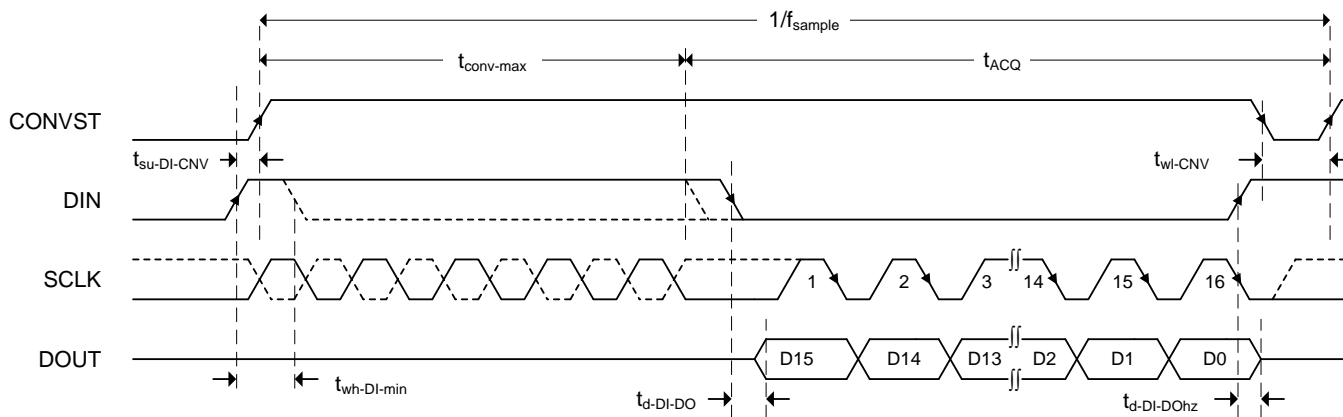 1/fsample
tconv-max tACQ
CONVST
tsu-DI-CNV twl-CNV
DIN
SCLK 1 2 3 ∫∫ 14 15 16
DOUT D15 D14 D13 ∫∫ D2 D1 D0
∫∫
twh-DI-min td-DI-DO td-DI-DOhz